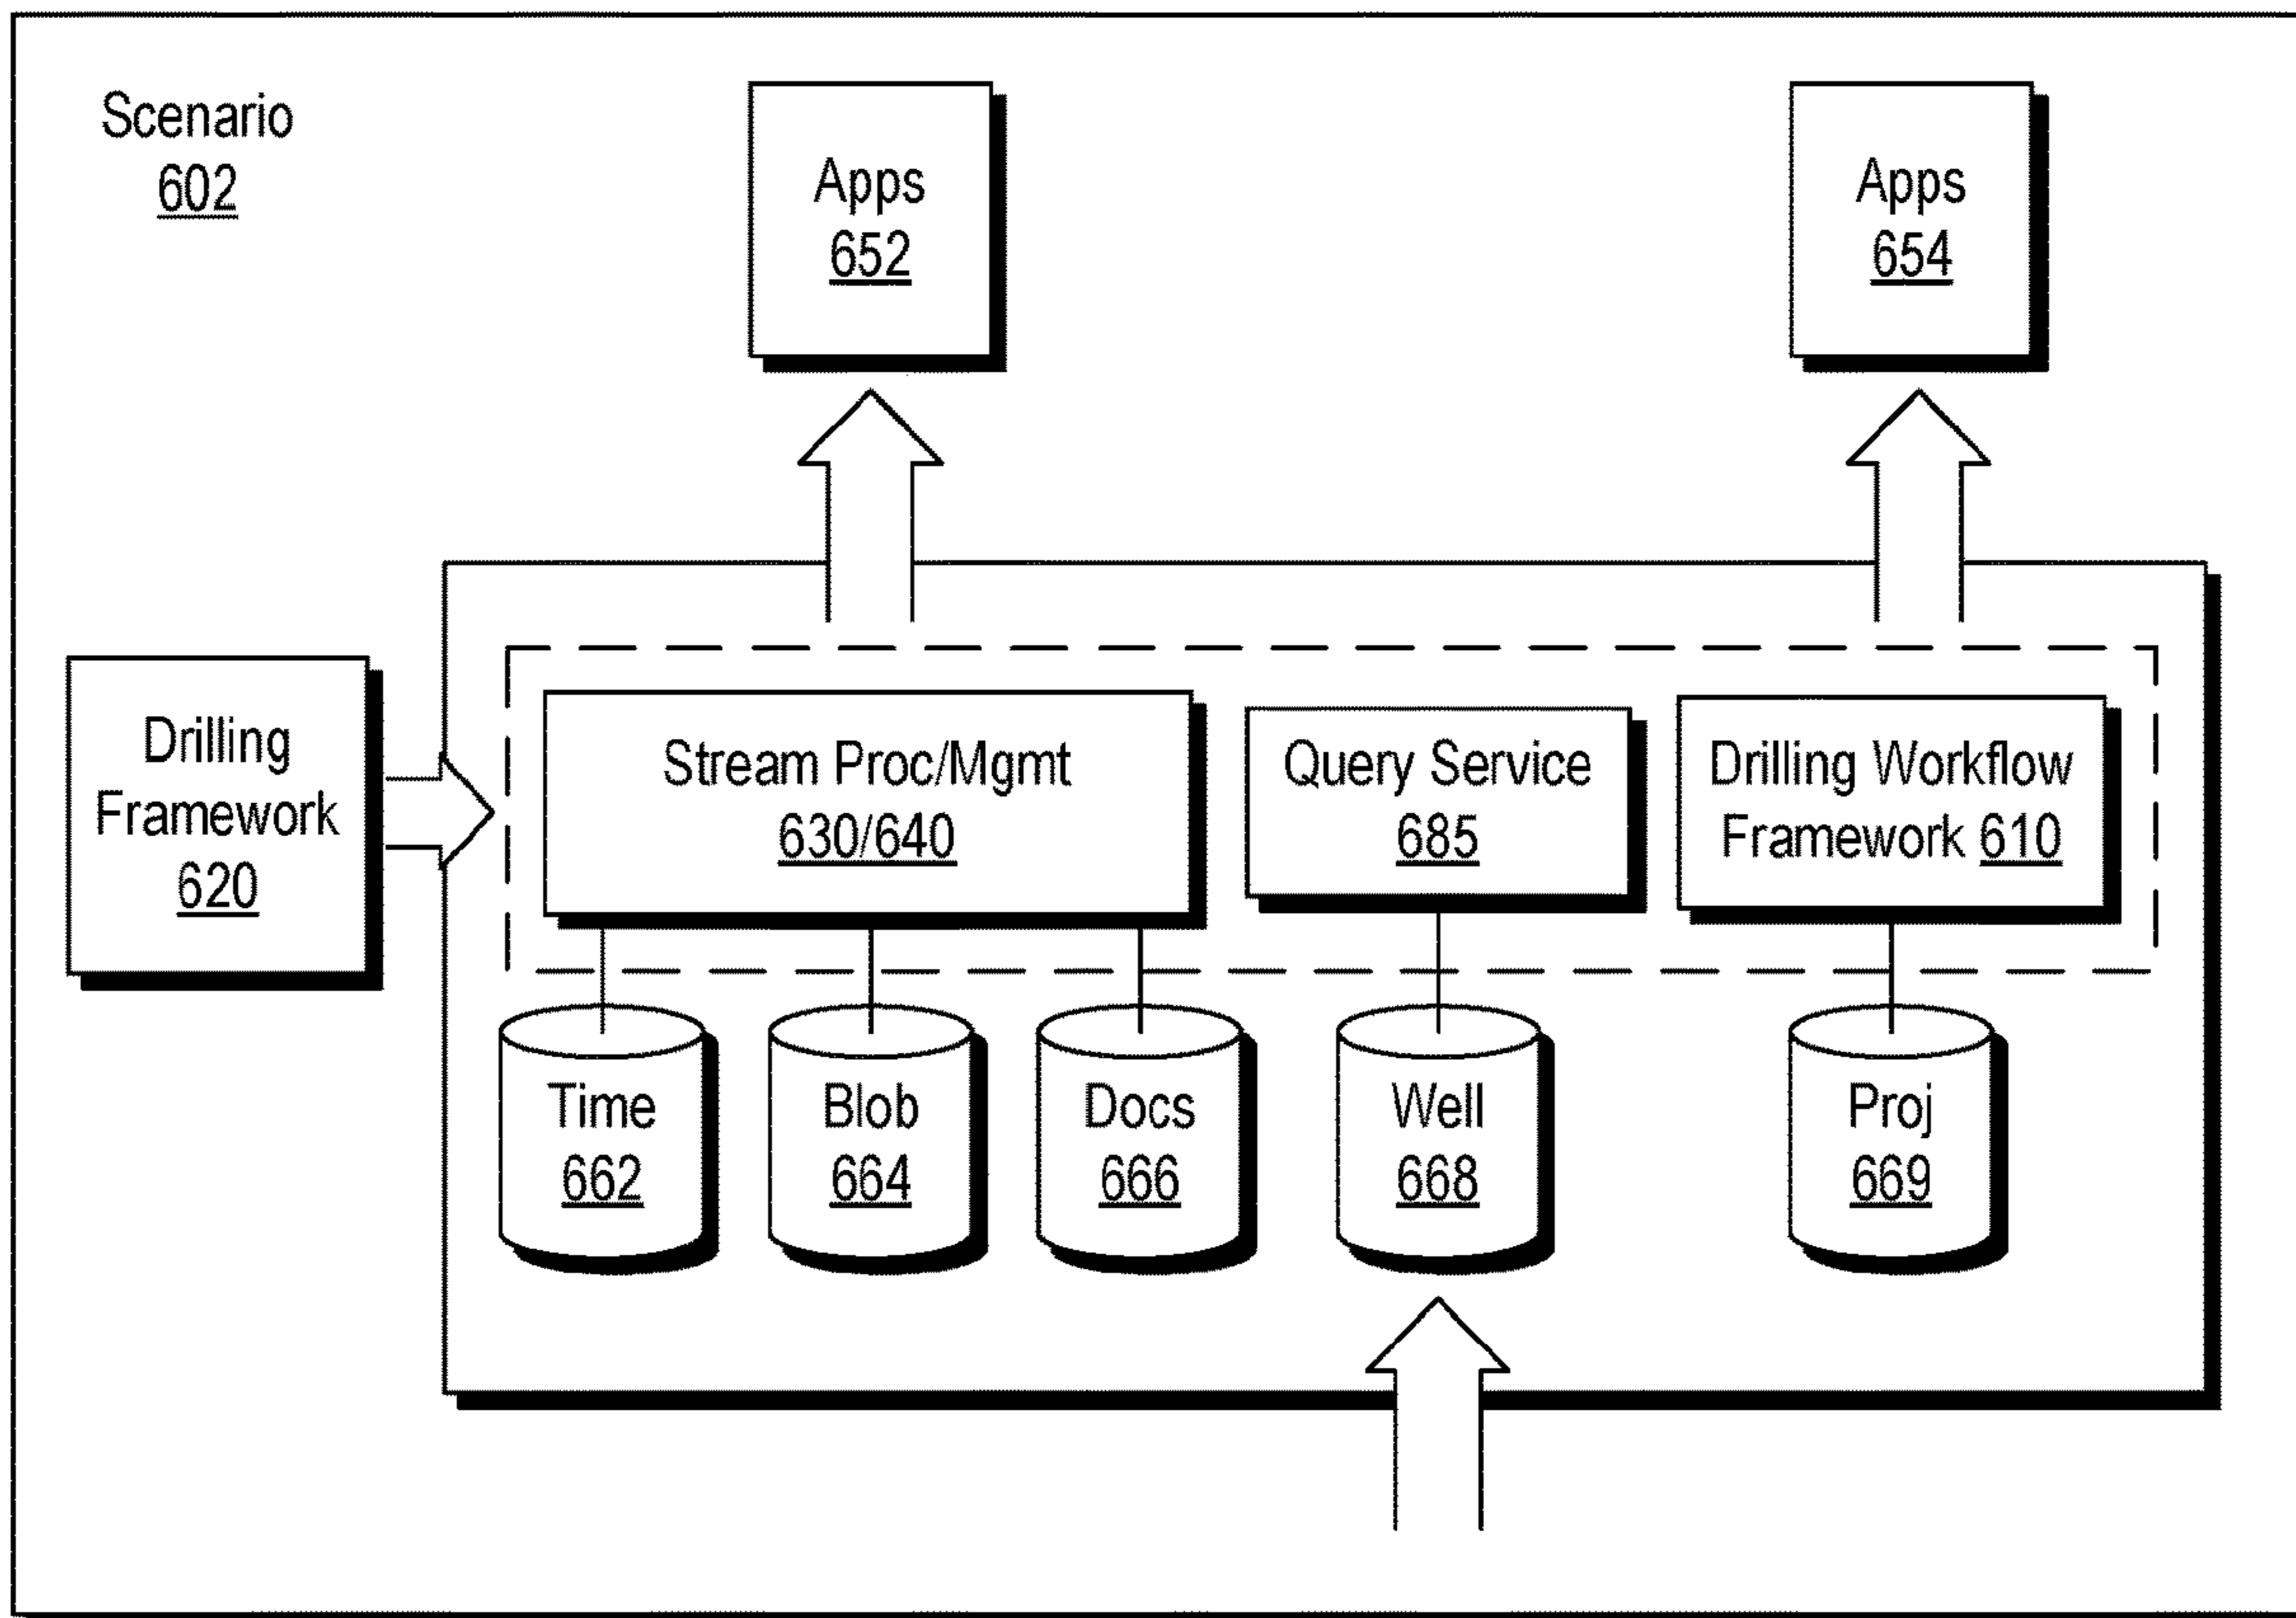 Scenario
602
Apps
652
Apps
654
Drilling
Framework
620
Stream Proc/Mgmt
630/640
Query Service
685
Drilling Workflow
Framework 610
Time
662
Blob
664
Docs
666
Well
668
Proj
669